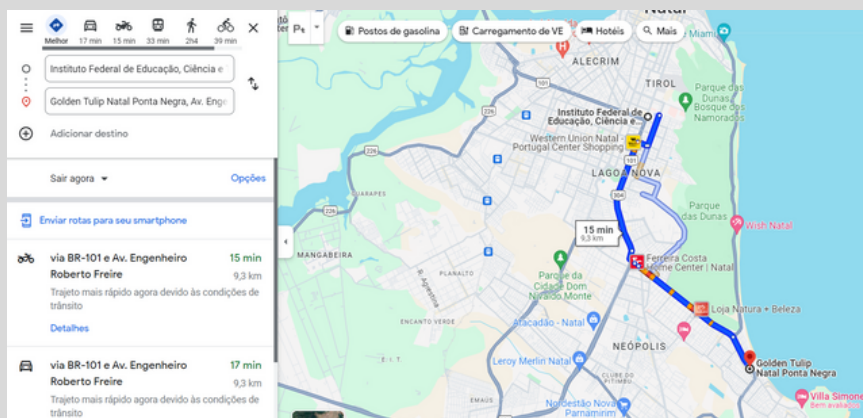 Melhor
17 min
15 min
33 min
2h4
39 min
Instituto Federal de Educação, Ciência e
Golden Tulip Natal Ponta Negra, Av. Enge
Adicionar destino
Sair agora
Opções
Enviar rotas para seu smartphone
via BR-101 e Av. Engenheiro
Roberto Freire
15 min
9,3 km
Trajeto mais rápido agora devido às condições de
trânsito
Detalhes
via BR-101 e Av. Engenheiro
Roberto Freire
17 min
9,3 km
Trajeto mais rápido agora devido às condições de
trânsito
Natal
Postos de gasolina
Carregamento de VE
Hotéis
Mais
ALECRIM
TIROL
101
226
Parque das
Dunas
Bosque dos
Namorados
Instituto Federal de
Educação, Ciência e...
Western Union Natal -
Portugal Center Shopping
101
226
LAGOA NOVA
304
226
GUARAPES
Parque
das Dunas
Wish Natal
15 min
9,3 km
MANGABEIRA
PLANALTO
Parque da
Cidade Dom
Nivaldo Monte
Ferreira Costa
Home Center | Natal
Loja Natura + Beleza
ENCANTO VERDE
Atacadão - Natal
NEÓPOLIS
Leroy Merlin Natal
Golden Tulip
Natal Ponta Negra
CLUBE DO
PITIMBU
EMAÚS
Nordestão Nova
Parnamirim
Villa Simone
Bem avaliado